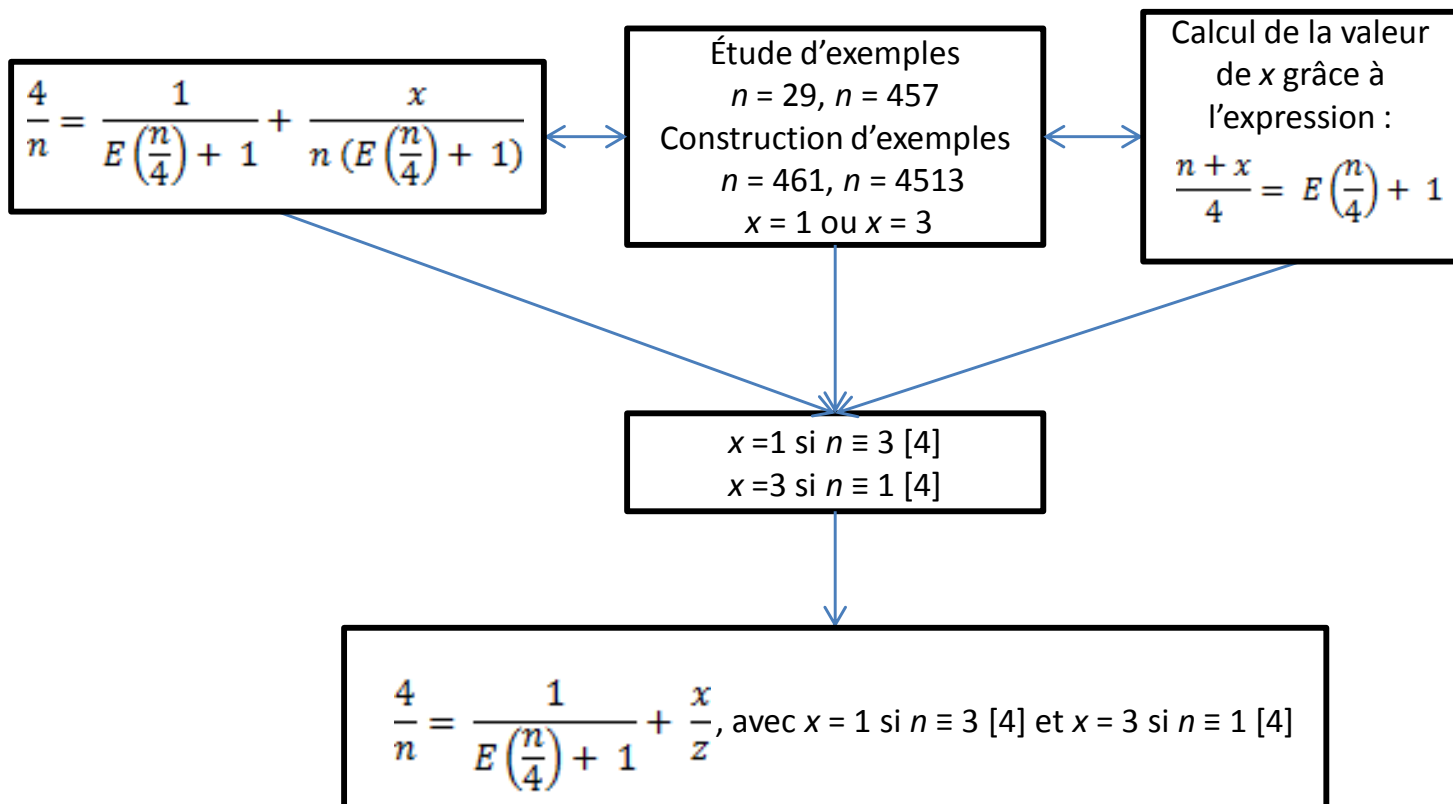 4/n = 1/(E(n/4) + 1) + x/(n (E(n/4) + 1))
Étude d’exemples
n = 29, n = 457
Construction d’exemples
n = 461, n = 4513
x = 1 ou x = 3
Calcul de la valeur
de x grâce à
l’expression :
(n + x)/4 = E(n/4) + 1
x =1 si n ≡ 3 [4]
x =3 si n ≡ 1 [4]
4/n = 1/(E(n/4) + 1) + x/z, avec x = 1 si n ≡ 3 [4] et x = 3 si n ≡ 1 [4]